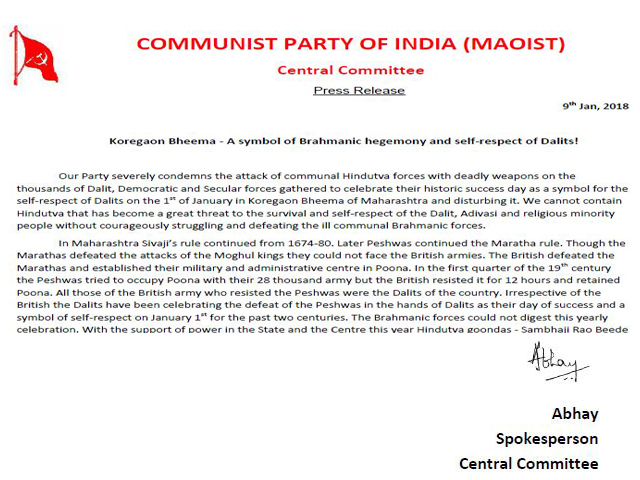 COMMUNIST PARTY OF INDIA (MAOIST)
Central Committee
Press Release
9th Jan, 2018
Koregaon Bheema - A symbol of Brahmanic hegemony and self-respect of Dalits!
Our Party severely condemns the attack of communal Hindutva forces with deadly weapons on the
thousands of Dalit, Democratic and Secular forces gathered to celebrate their historic success day as a symbol for the
self-respect of Dalits on the 1st of January in Koregaon Bheema of Maharashtra and disturbing it. We cannot contain
Hindutva that has become a great threat to the survival and self-respect of the Dalit, Adivasi and religious minority
people without courageously struggling and defeating the ill communal Brahmanic forces.
In Maharashtra Sivaji's rule continued from 1674-80. Later Peshwas continued the Maratha rule. Though the
Marathas defeated the attacks of the Moghul kings they could not face the British armies. The British defeated the
Marathas and established their military and administrative centre in Poona. In the first quarter of the 19th century
the Peshwas tried to occupy Poona with their 28 thousand army but the British resisted it for 12 hours and retained
Poona. All those of the British army who resisted the Peshwas were the Dalits of the country. Irrespective of the
British the Dalits have been celebrating the defeat of the Peshwas in the hands of Dalits as their day of success and a
symbol of self-respect on January 1st for the past two centuries. The Brahmanic forces could not digest this yearly
celebration. With the support of power in the State and the Centre this year Hindutva goondas - Sambhaji Rao Beede
Abhay
Abhay
Spokesperson
Central Committee